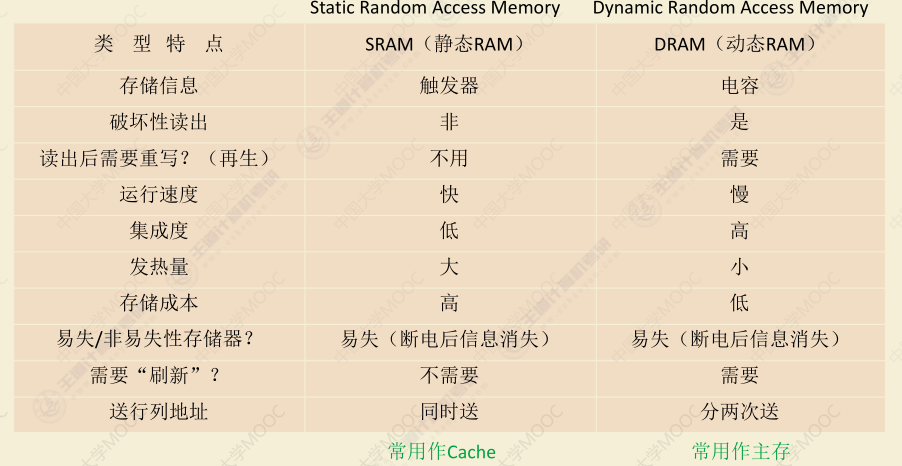 Static Random Access Memory Dynamic Random Access Memory
类 型 特 点 SRAM（静态RAM） DRAM（动态RAM）
存储信息 触发器 电容
破坏性读出 非 是
读出后需要重写？（再生） 不用 需要
运行速度 快 慢
集成度 低 高
发热量 大 小
存储成本 高 低
易失/非易失性存储器？ 易失（断电后信息消失） 易失（断电后信息消失）
需要“刷新”？ 不需要 需要
送行列地址 同时送 分两次送
常用作Cache 常用作主存